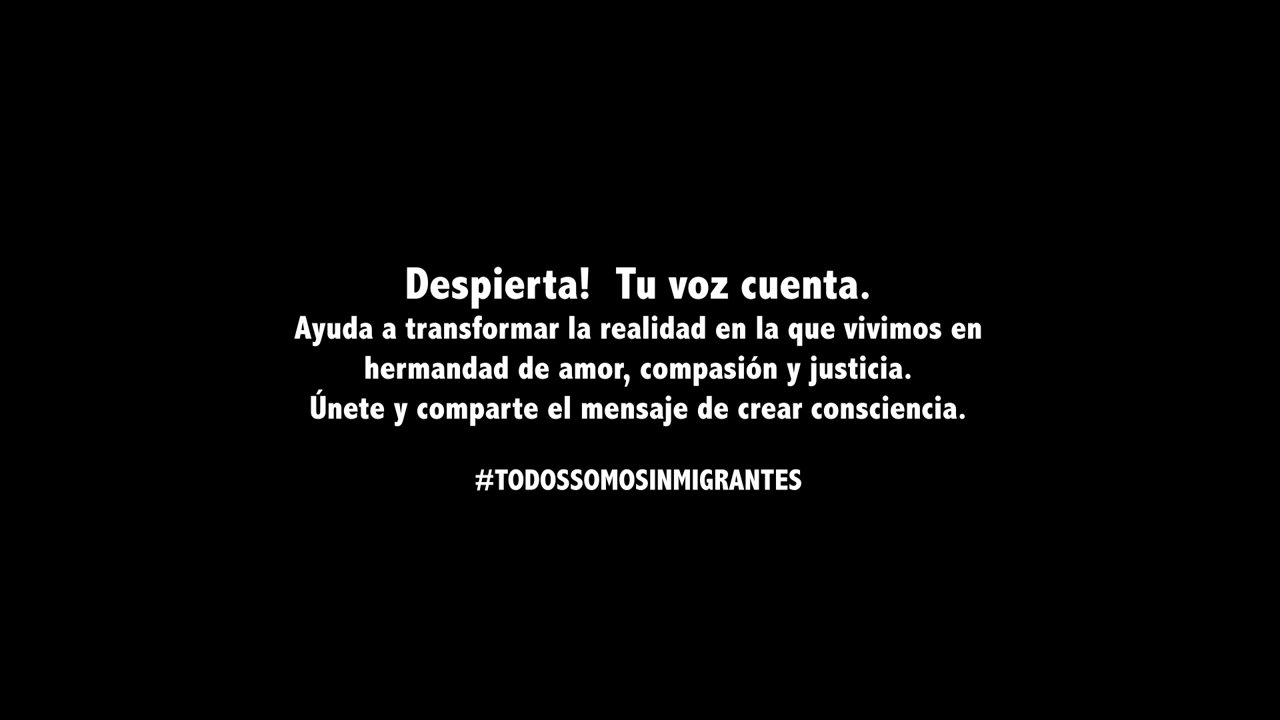 Despierta!  Tu voz cuenta.
Ayuda a transformar la realidad en la que vivimos en
hermandad de amor, compasión y justicia.
Únete y comparte el mensaje de crear consciencia.
#TODOSSOMOSINMIGRANTES